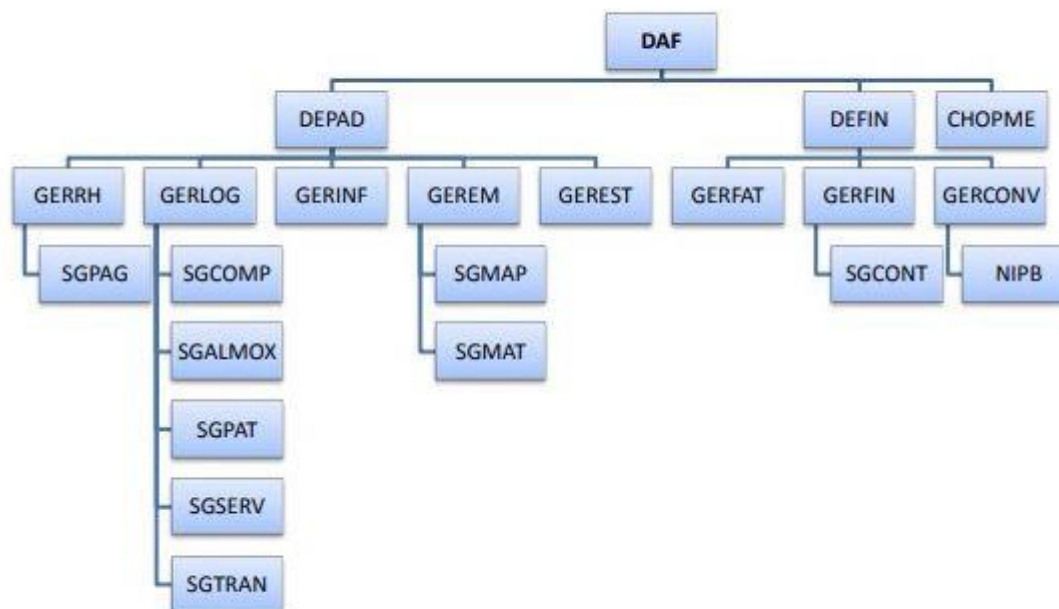 DAF
DEPAD
DEFIN
CHOPME
GERRH
GERLOG
GERINF
GEREM
GEREST
GERFAT
GERFIN
GERCONV
SGPAG
SGCOMP
SGMAP
SGCONT
NIPB
SGALMOX
SGMAT
SGPAT
SGSERV
SGTRAN